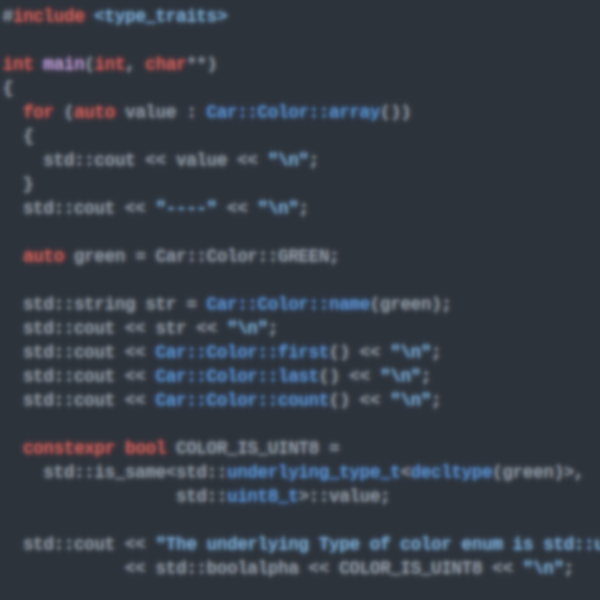 #include <type_traits>
int main(int, char**)
{
for (auto value : Car::Color::array())
{
std::cout << value << "\n";
}
std::cout << "----" << "\n";
auto green = Car::Color::GREEN;
std::string str = Car::Color::name(green);
std::cout << str << "\n";
std::cout << Car::Color::first() << "\n";
std::cout << Car::Color::last() << "\n";
std::cout << Car::Color::count() << "\n";
constexpr bool COLOR_IS_UINT8 =
std::is_same<std::underlying_type_t<decltype(green)>,
std::uint8_t>::value;
std::cout << "The underlying Type of color enum is std::u
<< std::boolalpha << COLOR_IS_UINT8 << "\n";